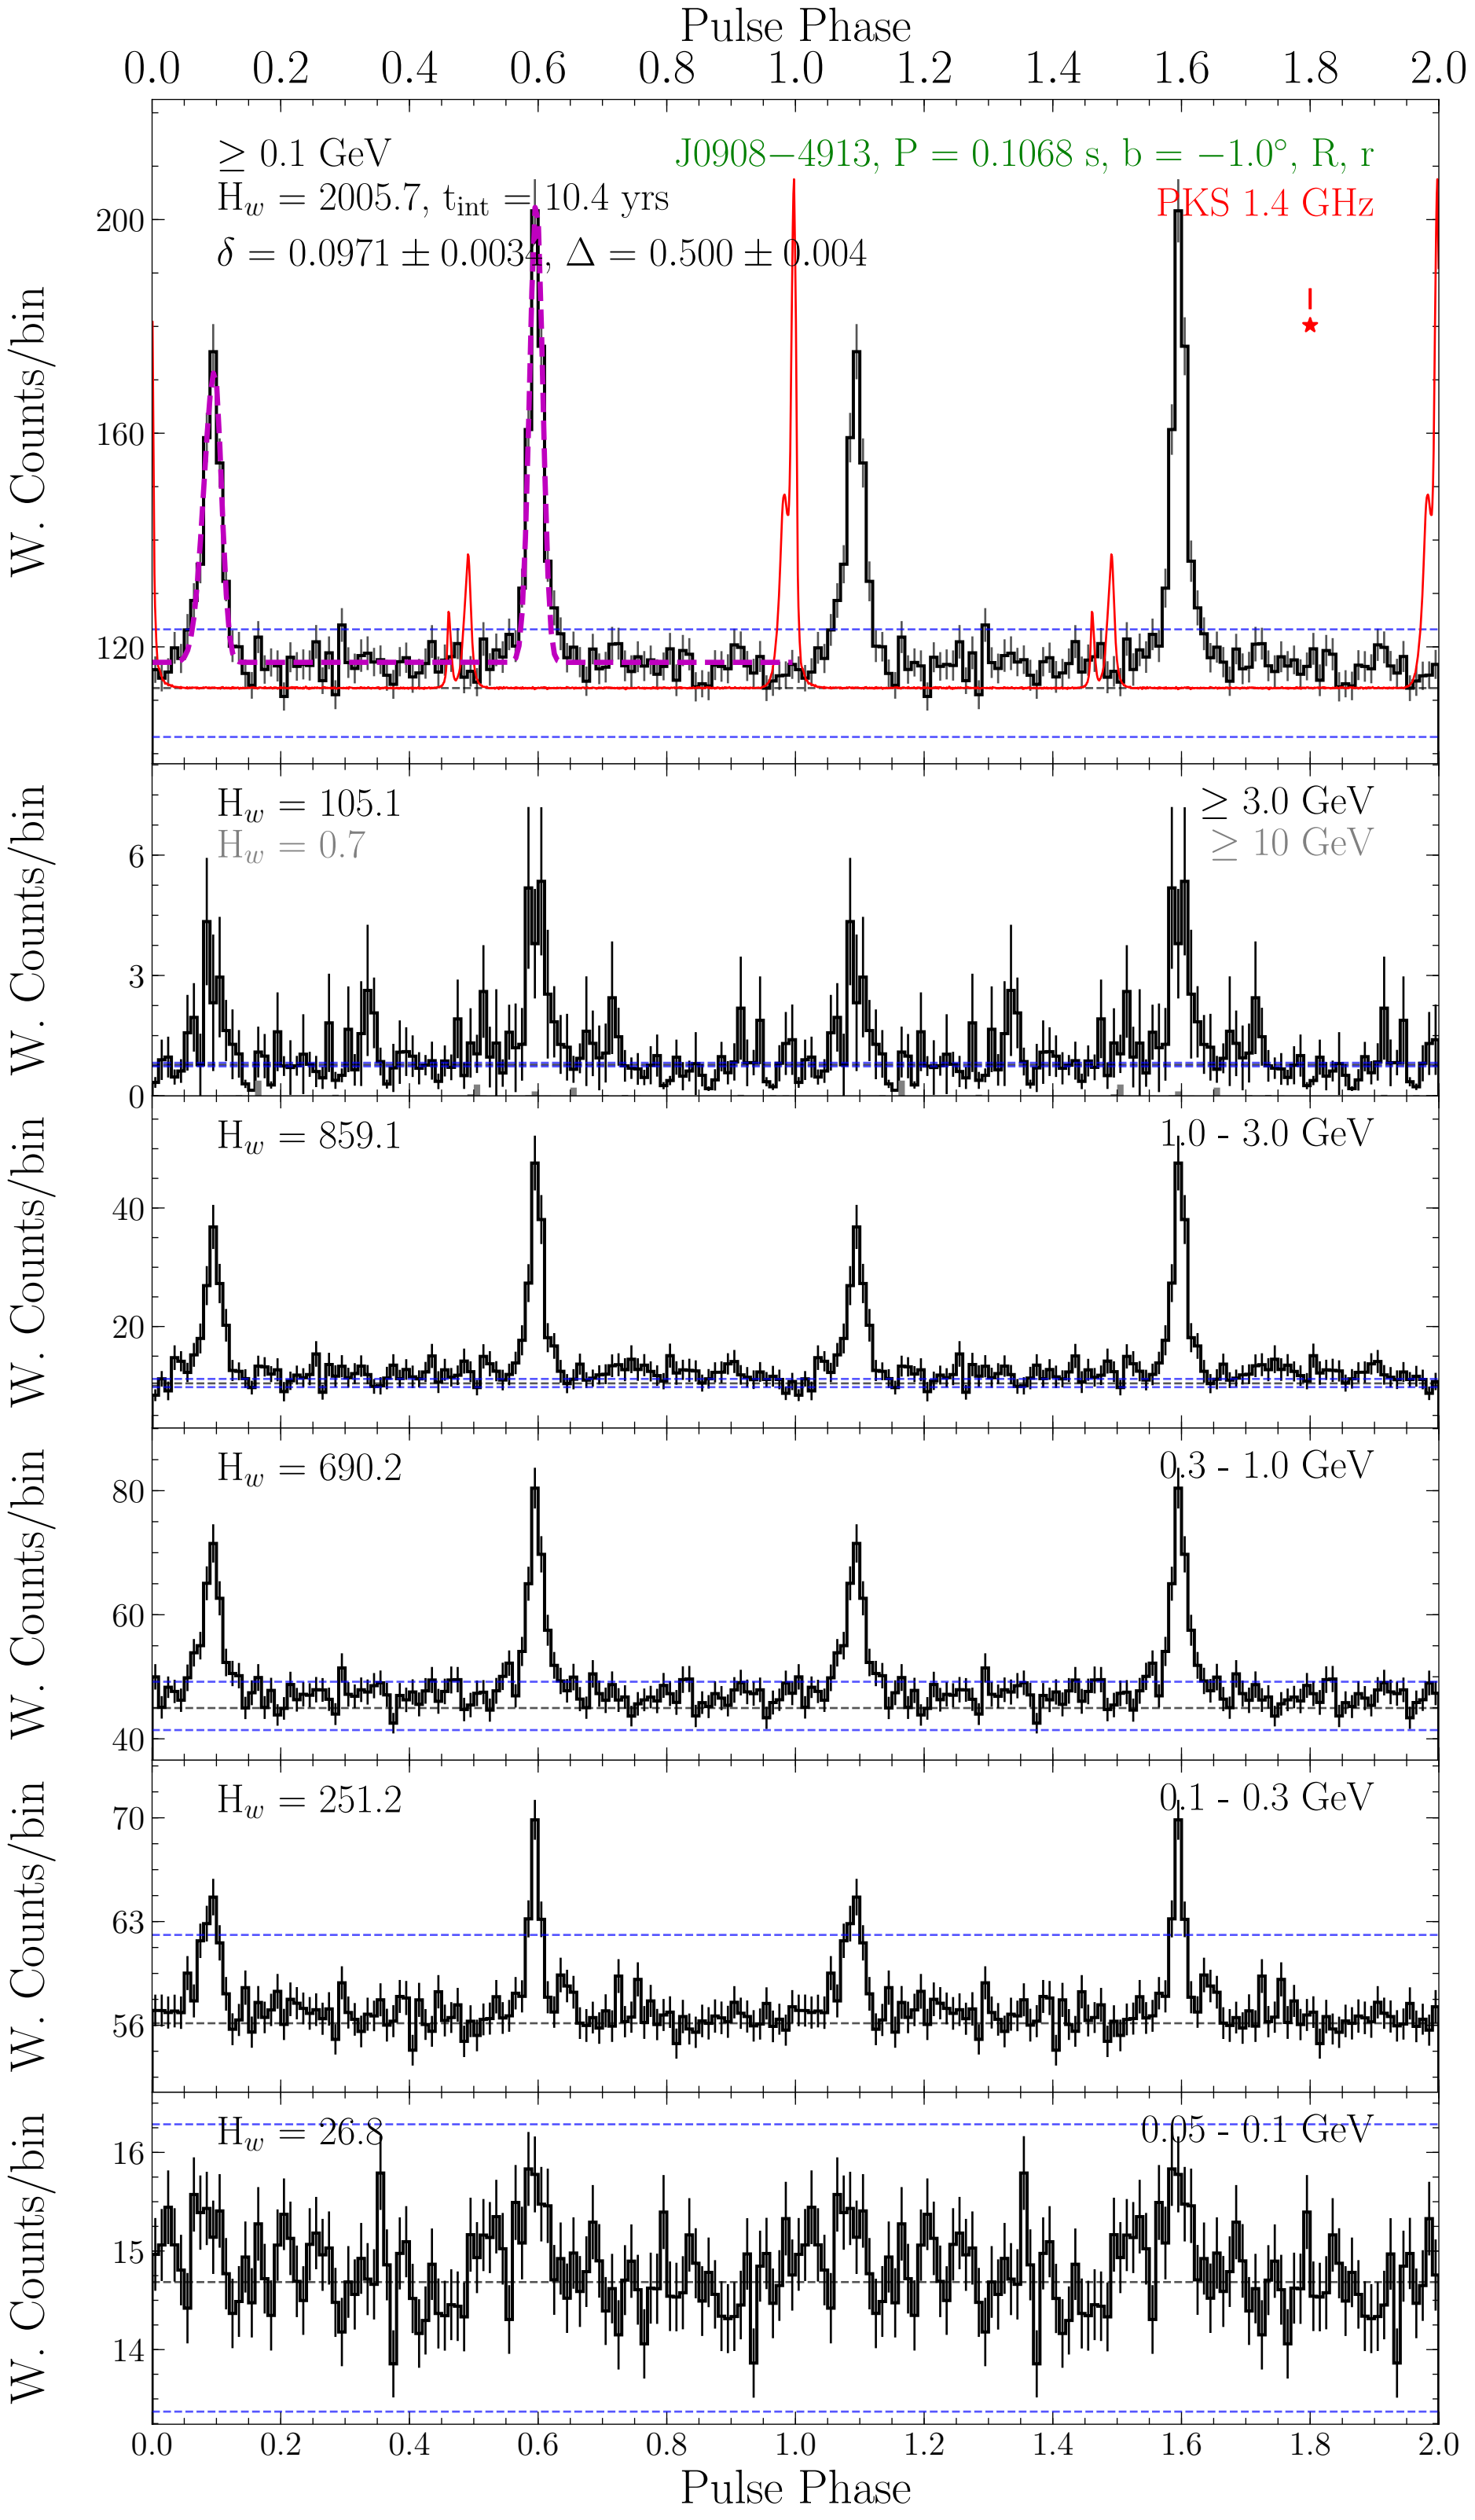 Pulse Phase
0.0 0.2 0.4 0.6 0.8 1.0 1.2 1.4 1.6 1.8 2.0
≥ 0.1 GeV
J0908−4913, P = 0.1068 s, b = −1.0°, R, r
H_w = 2005.7, t_int = 10.4 yrs
PKS 1.4 GHz
δ = 0.0971 ± 0.0034, Δ = 0.500 ± 0.004
200
160
120
W. Counts/bin
H_w = 105.1
≥ 3.0 GeV
H_w = 0.7
≥ 10 GeV
6
3
0
W. Counts/bin
H_w = 859.1
1.0 - 3.0 GeV
40
20
W. Counts/bin
H_w = 690.2
0.3 - 1.0 GeV
80
60
40
W. Counts/bin
H_w = 251.2
0.1 - 0.3 GeV
70
63
56
W. Counts/bin
H_w = 26.8
0.05 - 0.1 GeV
16
15
14
W. Counts/bin
0.0 0.2 0.4 0.6 0.8 1.0 1.2 1.4 1.6 1.8 2.0
Pulse Phase